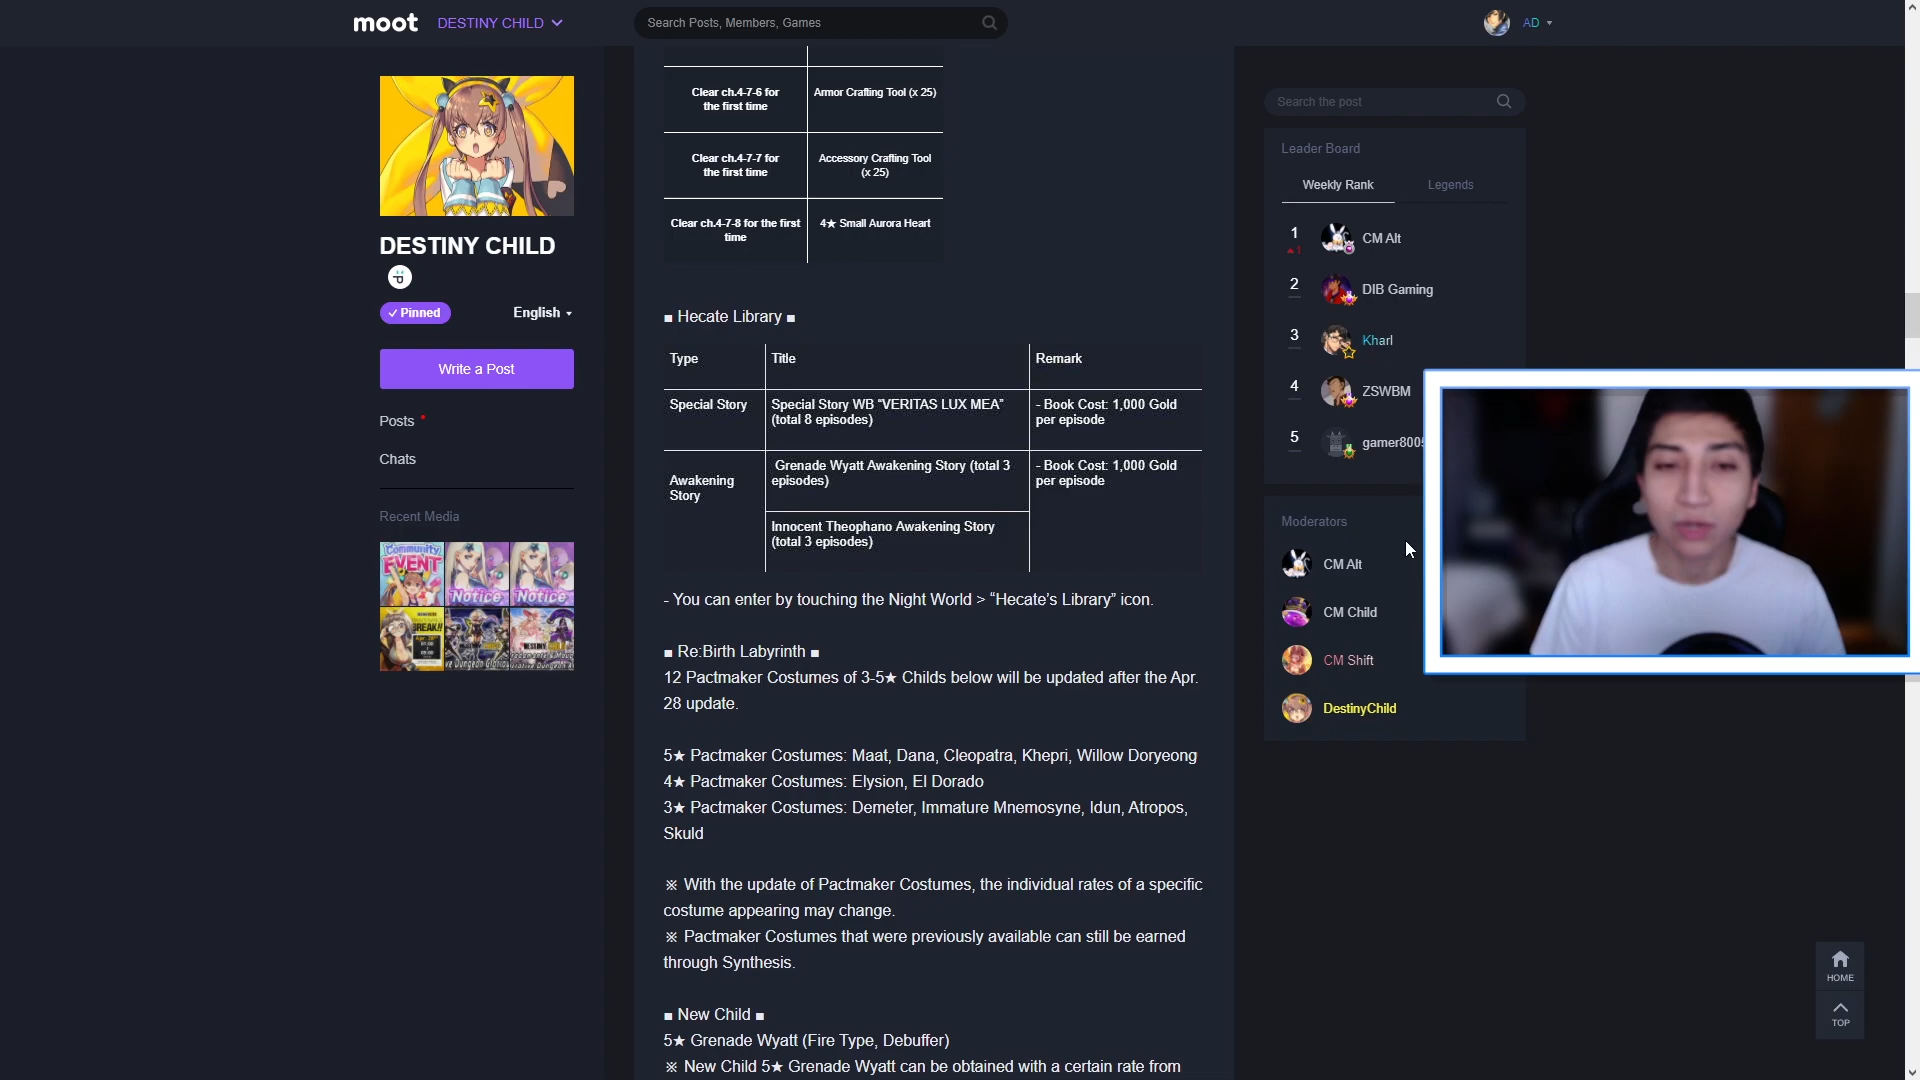 moot
DESTINY CHILD
Search Posts, Members, Games
AD
DESTINY CHILD
Pinned
English
Write a Post
Posts
Chats
Recent Media
Community
EVENT
Notice
Notice
BREAK!!
Clear ch.4-7-6 for
the first time
Armor Crafting Tool (x 25)
Clear ch.4-7-7 for
the first time
Accessory Crafting Tool
(x 25)
Clear ch.4-7-8 for the first
time
4★ Small Aurora Heart
■ Hecate Library ■
Type
Title
Remark
Special Story
Special Story WB “VERITAS LUX MEA”
(total 8 episodes)
- Book Cost: 1,000 Gold
per episode
Awakening
Story
Grenade Wyatt Awakening Story (total 3
episodes)
- Book Cost: 1,000 Gold
per episode
Innocent Theophano Awakening Story
(total 3 episodes)
- You can enter by touching the Night World > “Hecate’s Library” icon.
■ Re:Birth Labyrinth ■
12 Pactmaker Costumes of 3-5★ Childs below will be updated after the Apr.
28 update.
5★ Pactmaker Costumes: Maat, Dana, Cleopatra, Khepri, Willow Doryeong
4★ Pactmaker Costumes: Elysion, El Dorado
3★ Pactmaker Costumes: Demeter, Immature Mnemosyne, Idun, Atropos,
Skuld
※ With the update of Pactmaker Costumes, the individual rates of a specific
costume appearing may change.
※ Pactmaker Costumes that were previously available can still be earned
through Synthesis.
■ New Child ■
5★ Grenade Wyatt (Fire Type, Debuffer)
※ New Child 5★ Grenade Wyatt can be obtained with a certain rate from
Search the post
Leader Board
Weekly Rank
Legends
1
1
CM Alt
2
DIB Gaming
3
Kharl
4
ZSWBM
5
gamer8005
Moderators
CM Alt
CM Child
CM Shift
DestinyChild
HOME
TOP